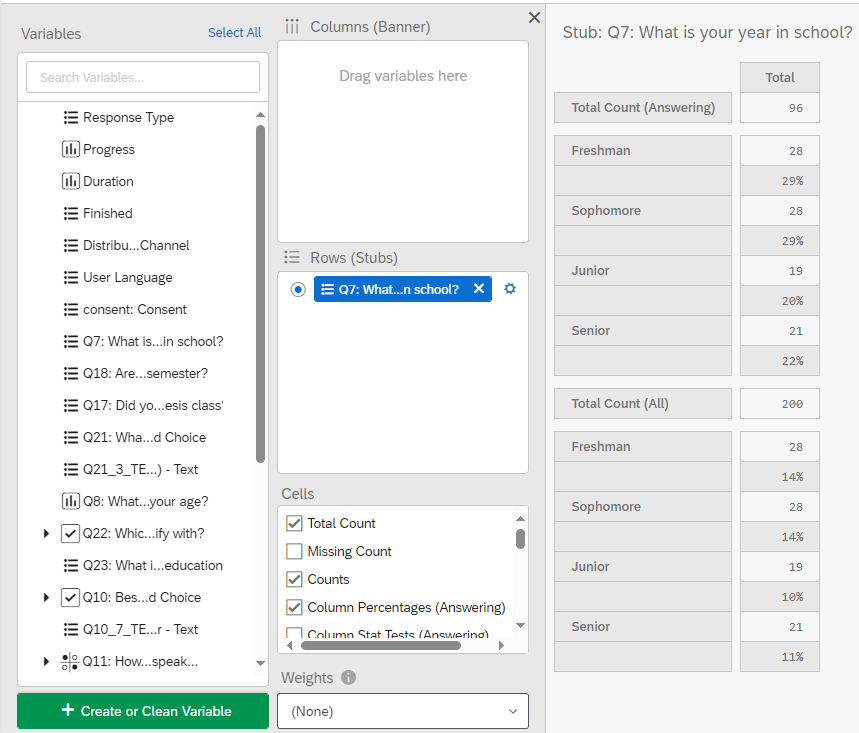 Variables
Select All
Search Variables...
Response Type
Progress
Duration
Finished
Distribu...Channel
User Language
consent: Consent
Q7: What is...in school?
Q18: Are...semester?
Q17: Did yo...esis class'
Q21: Wha...d Choice
Q21_3_TE...) - Text
Q8: What...your age?
Q22: Whic...ify with?
Q23: What i...education
Q10: Bes...d Choice
Q10_7_TE...r - Text
Q11: How...speak...
+ Create or Clean Variable
Columns (Banner)
Drag variables here
Rows (Stubs)
Q7: What...n school?
Cells
Total Count
Missing Count
Counts
Column Percentages (Answering)
Column Stat Tests (Answering)
Weights
(None)
Stub: Q7: What is your year in school?
Total
Total Count (Answering) 96
Freshman 28
29%
Sophomore 28
29%
Junior 19
20%
Senior 21
22%
Total Count (All) 200
Freshman 28
14%
Sophomore 28
14%
Junior 19
10%
Senior 21
11%